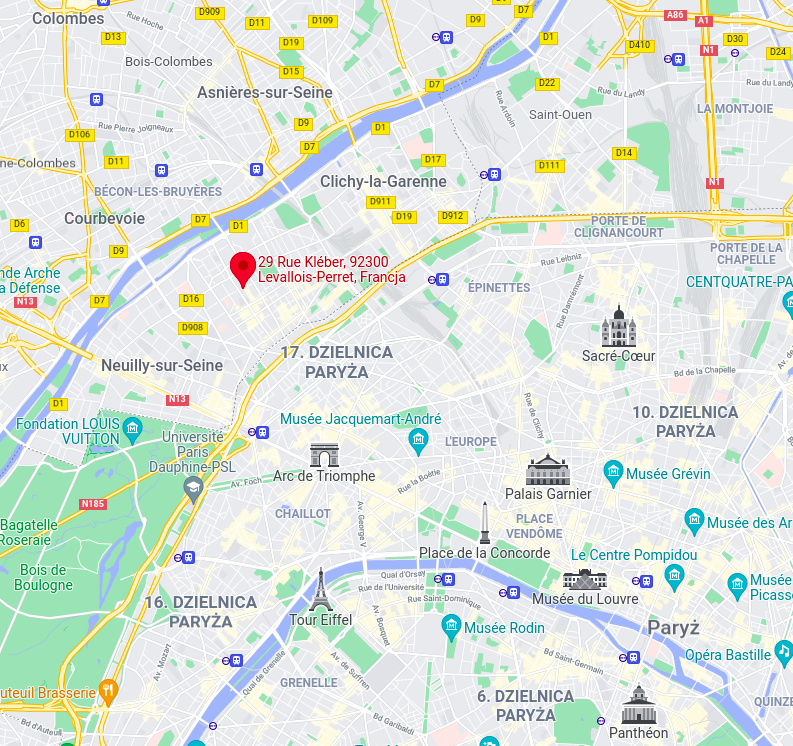 Colombes
Rue Hoche
D909
D11
D109
D9
D7
A86
A1
D13
D19
D1
D410
N1
D30
D24
Bois-Colombes
D15
Asnières-sur-Seine
D7
D22
Rue du Landy
Rue du Landy
Rue Ardoin
Saint-Ouen
LA MONTJOIE
Rue Pierre Joigneaux
D9
D1
D106
D7
D11
D17
D14
ne-Colombes
D111
BÉCON-LES-BRUYÈRES
Clichy-la-Garenne
N1
D911
Courbevoie
D7
D19
D912
D6
D1
PORTE DE
CLIGNANCOURT
D9
PORTE DE LA
CHAPELLE
29 Rue Kléber, 92300
Levallois-Perret, Francja
Rue Leibniz
nde Arche
a Défense
ÉPINETTES
CENTQUATRE-PA
N13
D7
D16
Rue Damrémont
D908
17. DZIELNICA
PARYŻA
Sacré-Cœur
Neuilly-sur-Seine
Bd de la Chapelle
N13
D1
Rue de Clichy
10. DZIELNICA
PARYŻA
Fondation LOUIS
VUITTON
Musée Jacquemart-André
Université
Paris
Dauphine-PSL
L'EUROPE
Arc de Triomphe
Rue la Boétie
Musée Grévin
Av. Foch
Palais Garnier
N185
CHAILLOT
Av. George V
PLACE
VENDÔME
Musée des Ar
Bagatelle
Roseraie
Place de la Concorde
Le Centre Pompidou
Bois de
Boulogne
Quai d'Orsay
Rue de l'Université
Musée
Picass
Rue Saint-Dominique
Musée du Louvre
16. DZIELNICA
PARYŻA
Tour Eiffel
Av. Bosquet
Musée Rodin
Paryż
Av. Mozart
Quai de Grenelle
Av. de Suffren
Bd Saint-Germain
Opéra Bastille
GRENELLE
uteuil Brasserie
6. DZIELNICA
PARYŻA
QUINZE
Bd d'Auteuil
Bd Garibaldi
Panthéon